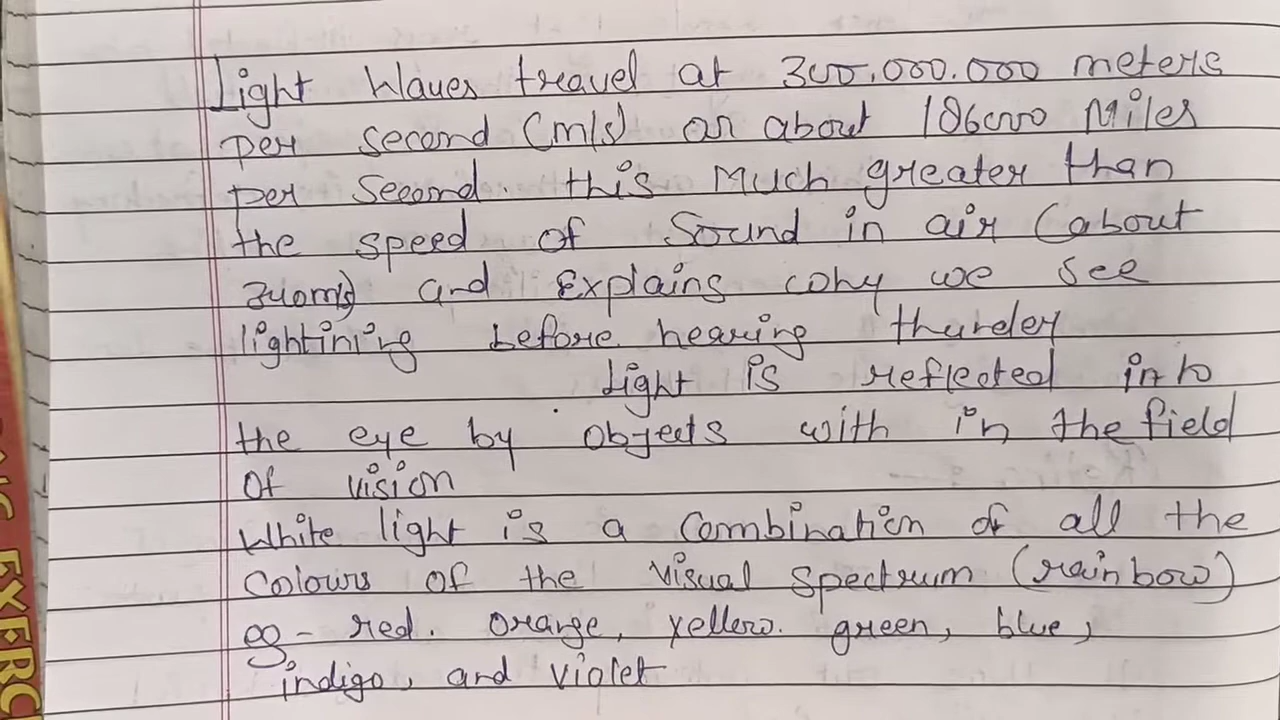 Light Waves travel at 300.000.000 meters
per second (m/s) or about 186000 Miles
per Second. this Much greater than
the speed of Sound in air (about
340m/s) and Explains why we see
lightining before hearing thunder
Light is reflected into
the eye by objects with in the field
Of vision
White light is a Combination of all the
Colours of the Visual Spectrum (rainbow)
eg - red. Orange, yellow. green, blue,
indigo, and violet